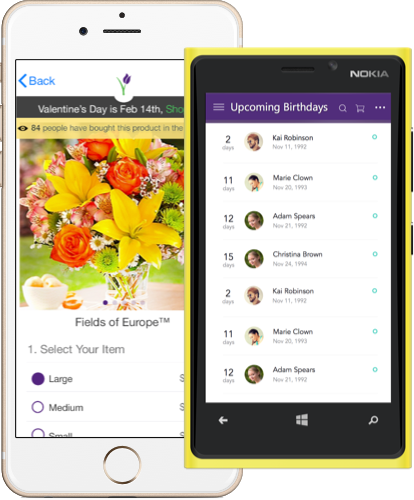 Back
Valentine's Day is Feb 14th, Sho
84 people have bought this product in the
Fields of Europe™
1. Select Your Item
Large
S
Medium
S
Small
NOKIA
Upcoming Birthdays
2 days
Kai Robinson
Nov 11, 1992
11 days
Marie Clown
Nov 20, 1993
12 days
Adam Spears
Nov 21, 1992
15 days
Christina Brown
Nov 24, 1994
2 days
Kai Robinson
Nov 11, 1992
11 days
Marie Clown
Nov 20, 1993
12 days
Adam Spears
Nov 21, 1992